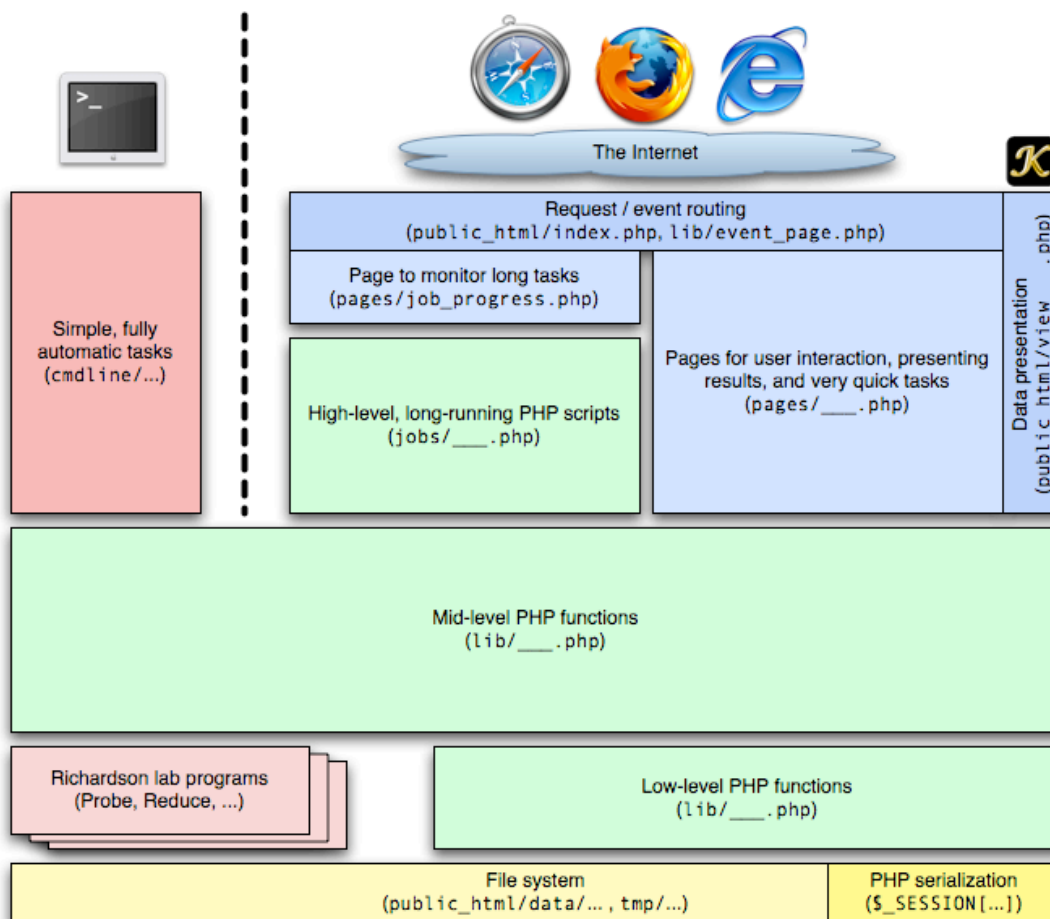 >_
The Internet
K
Request / event routing
(public_html/index.php, lib/event_page.php)
Page to monitor long tasks
(pages/job_progress.php)
Simple, fully
automatic tasks
(cmdline/...)
High-level, long-running PHP scripts
(jobs/___.php)
Pages for user interaction, presenting
results, and very quick tasks
(pages/___.php)
Data presentation
(public_html/view___.php)
Mid-level PHP functions
(lib/___.php)
Richardson lab programs
(Probe, Reduce, ...)
Low-level PHP functions
(lib/___.php)
File system
(public_html/data/..., tmp/...)
PHP serialization
($_SESSION[...])